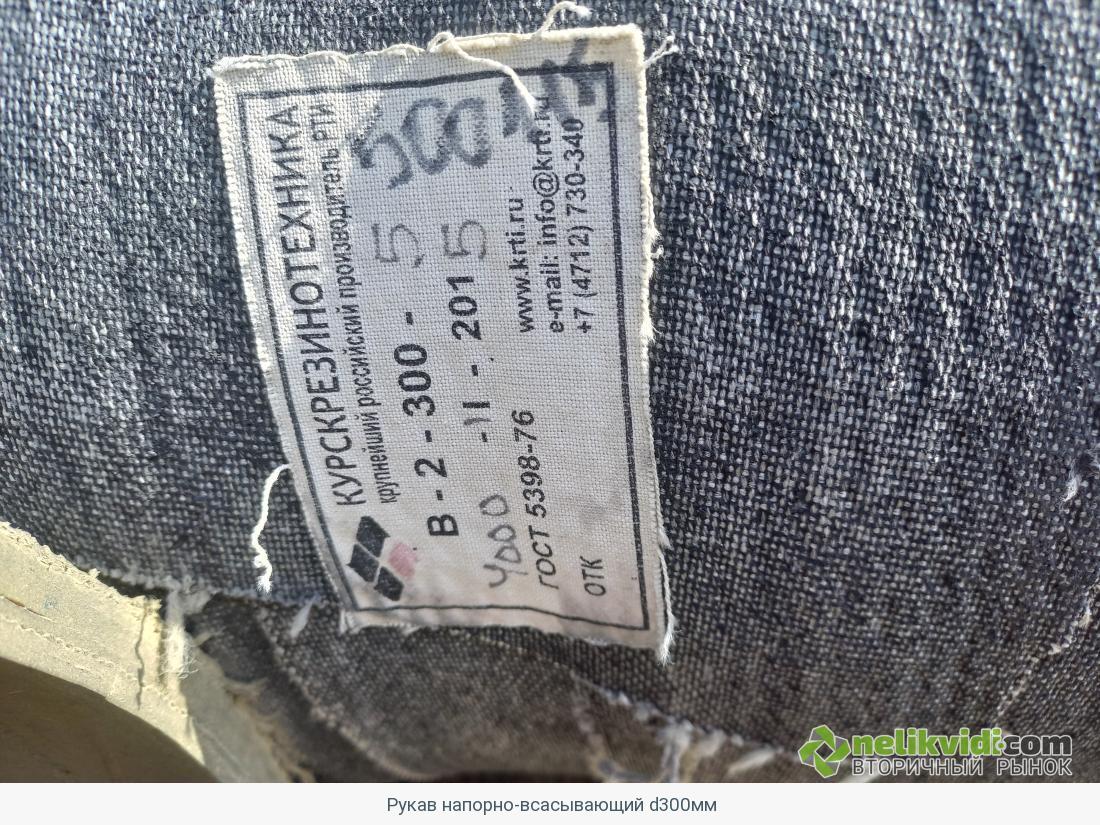 КУРСКРЕЗИНОТЕХНИКА
крупнейший российский производитель РТИ
В - 2 - 300 - 5
4000 - II - 2015
ГОСТ 5398-76
www.krti.ru
e-mail: info@krti.ru
+7 (4712) 730-340
ОТК
nelikvidi.com
ВТОРИЧНЫЙ РЫНОК
Рукав напорно-всасывающий d300мм